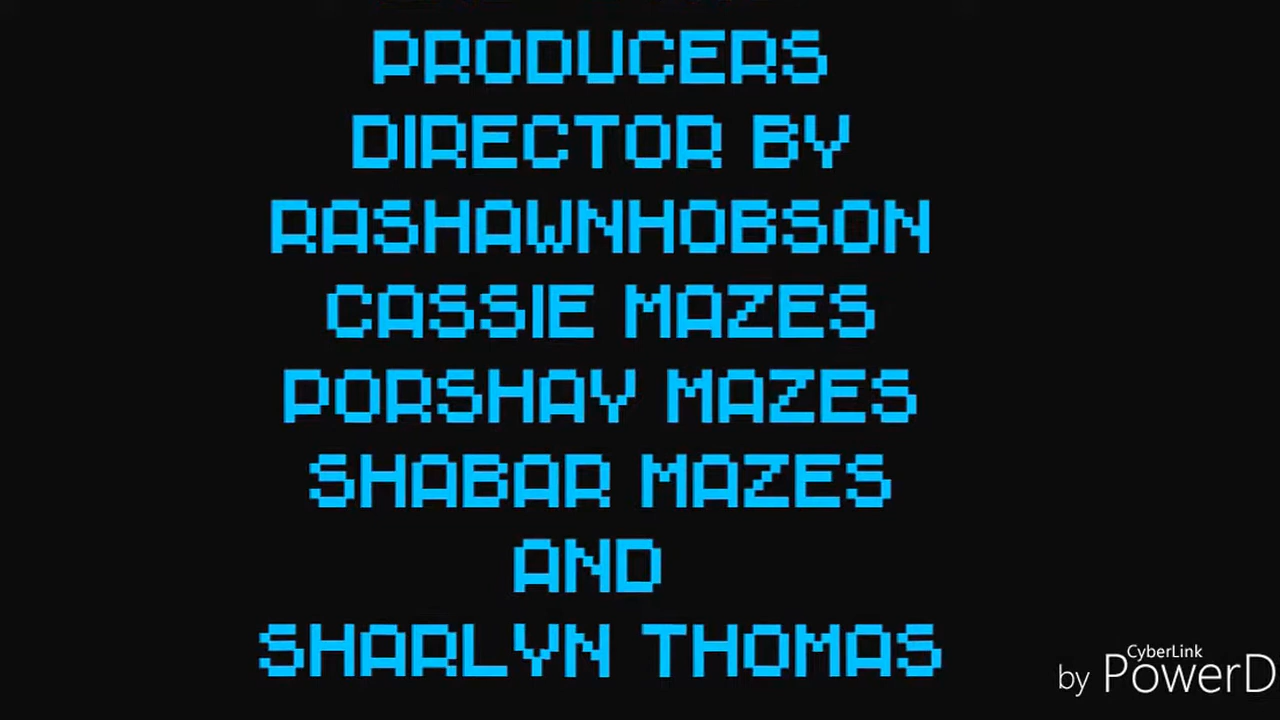 PRODUCERS
DIRECTOR BY
RASHAWNHOBSON
CASSIE MAZES
PORSHAY MAZES
SHABAR MAZES
AND
SHARLYN THOMAS
CyberLink
by PowerD